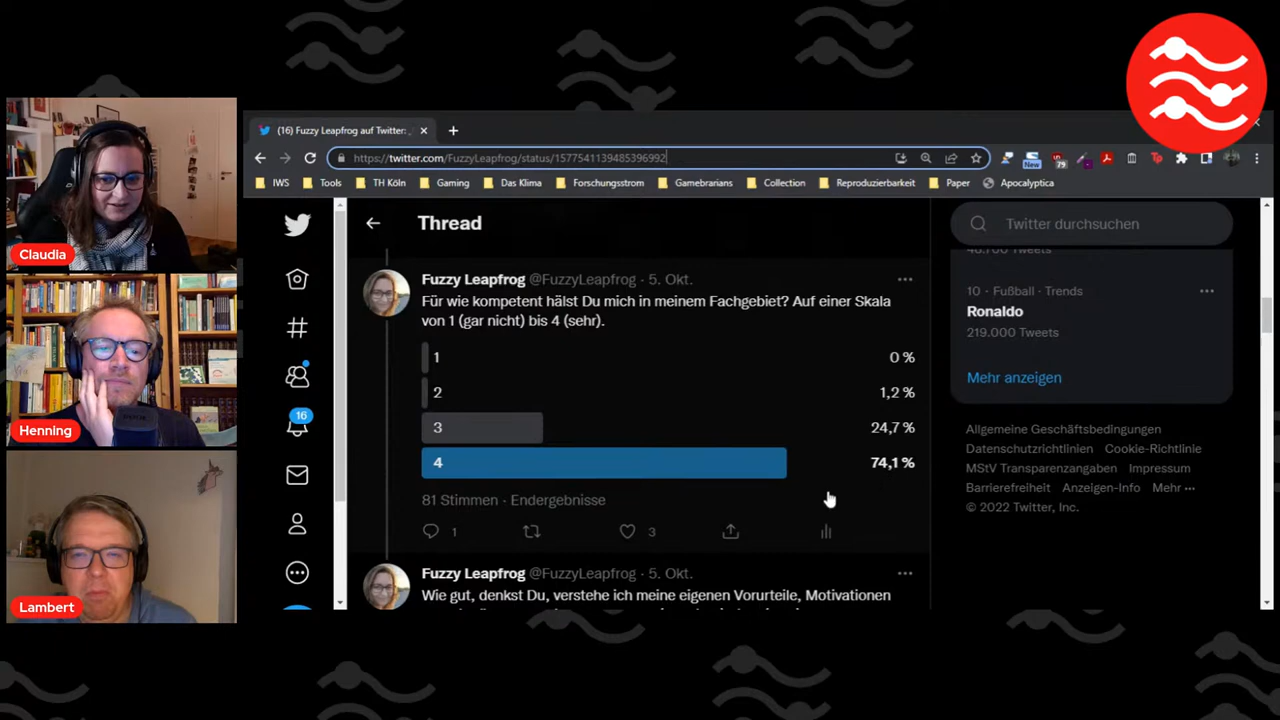 (16) Fuzzy Leapfrog auf Twitter:
https://twitter.com/FuzzyLeapfrog/status/1577541139485396992
New
79
IWS
Tools
TH Köln
Gaming
Das Klima
Forschungsstrom
Gamebrarians
Collection
Reproduzierbarkeit
Paper
Apocalyptica
Claudia
Henning
Lambert
Thread
Twitter durchsuchen
Fuzzy Leapfrog @FuzzyLeapfrog · 5. Okt.
Für wie kompetent hälst Du mich in meinem Fachgebiet? Auf einer Skala
von 1 (gar nicht) bis 4 (sehr).
1 0 %
2 1,2 %
3 24,7 %
4 74,1 %
81 Stimmen · Endergebnisse
1 3
Fuzzy Leapfrog @FuzzyLeapfrog · 5. Okt.
Wie gut, denkst Du, verstehe ich meine eigenen Vorurteile, Motivationen
16
10 · Fußball · Trends
Ronaldo
219.000 Tweets
Mehr anzeigen
Allgemeine Geschäftsbedingungen
Datenschutzrichtlinien Cookie-Richtlinie
MStV Transparenzangaben Impressum
Barrierefreiheit Anzeigen-Info Mehr ···
© 2022 Twitter, Inc.